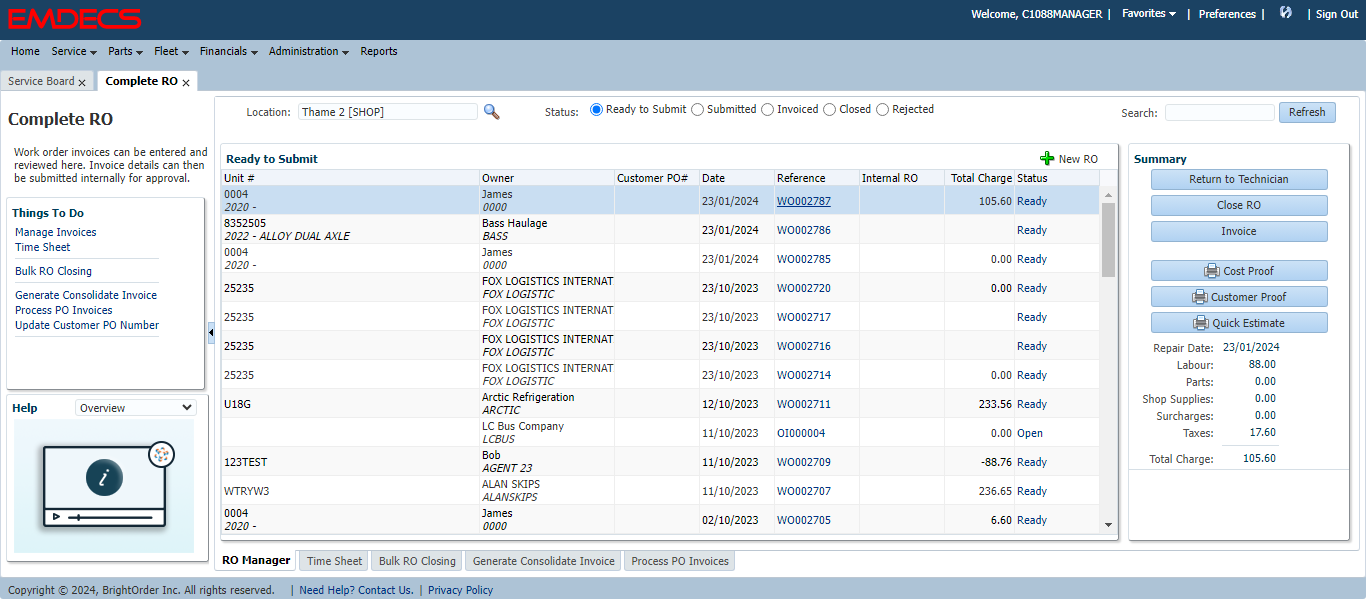 EMDECS
Welcome, C1088MANAGER | Favorites | Preferences | | Sign Out
Home Service Parts Fleet Financials Administration Reports
Service Board x Complete RO x
Complete RO
Work order invoices can be entered and
reviewed here. Invoice details can then
be submitted internally for approval.
Things To Do
Manage Invoices
Time Sheet
Bulk RO Closing
Generate Consolidate Invoice
Process PO Invoices
Update Customer PO Number
Help Overview
i
Location: Thame 2 [SHOP] Status: Ready to Submit Submitted Invoiced Closed Rejected Search: Refresh
Ready to Submit New RO
Unit # Owner Customer PO# Date Reference Internal RO Total Charge Status
0004 James 23/01/2024 WO002787 105.60 Ready
2020 - 0000
8352505 Bass Haulage 23/01/2024 WO002786 Ready
2022 - ALLOY DUAL AXLE BASS
0004 James 23/01/2024 WO002785 0.00 Ready
2020 - 0000
25235 FOX LOGISTICS INTERNAT 23/10/2023 WO002720 0.00 Ready
FOX LOGISTIC
25235 FOX LOGISTICS INTERNAT 23/10/2023 WO002717 Ready
FOX LOGISTIC
25235 FOX LOGISTICS INTERNAT 23/10/2023 WO002716 Ready
FOX LOGISTIC
25235 FOX LOGISTICS INTERNAT 23/10/2023 WO002714 0.00 Ready
FOX LOGISTIC
U18G Arctic Refrigeration 12/10/2023 WO002711 233.56 Ready
ARCTIC
LC Bus Company 11/10/2023 OI000004 0.00 Open
LCBUS
123TEST Bob 11/10/2023 WO002709 -88.76 Ready
AGENT 23
WTRYW3 ALAN SKIPS 11/10/2023 WO002707 236.65 Ready
ALANSKIPS
0004 James 02/10/2023 WO002705 6.60 Ready
2020 - 0000
Summary
Return to Technician
Close RO
Invoice
Cost Proof
Customer Proof
Quick Estimate
Repair Date: 23/01/2024
Labour: 88.00
Parts: 0.00
Shop Supplies: 0.00
Surcharges: 0.00
Taxes: 17.60
Total Charge: 105.60
RO Manager Time Sheet Bulk RO Closing Generate Consolidate Invoice Process PO Invoices
Copyright © 2024, BrightOrder Inc. All rights reserved. | Need Help? Contact Us. | Privacy Policy